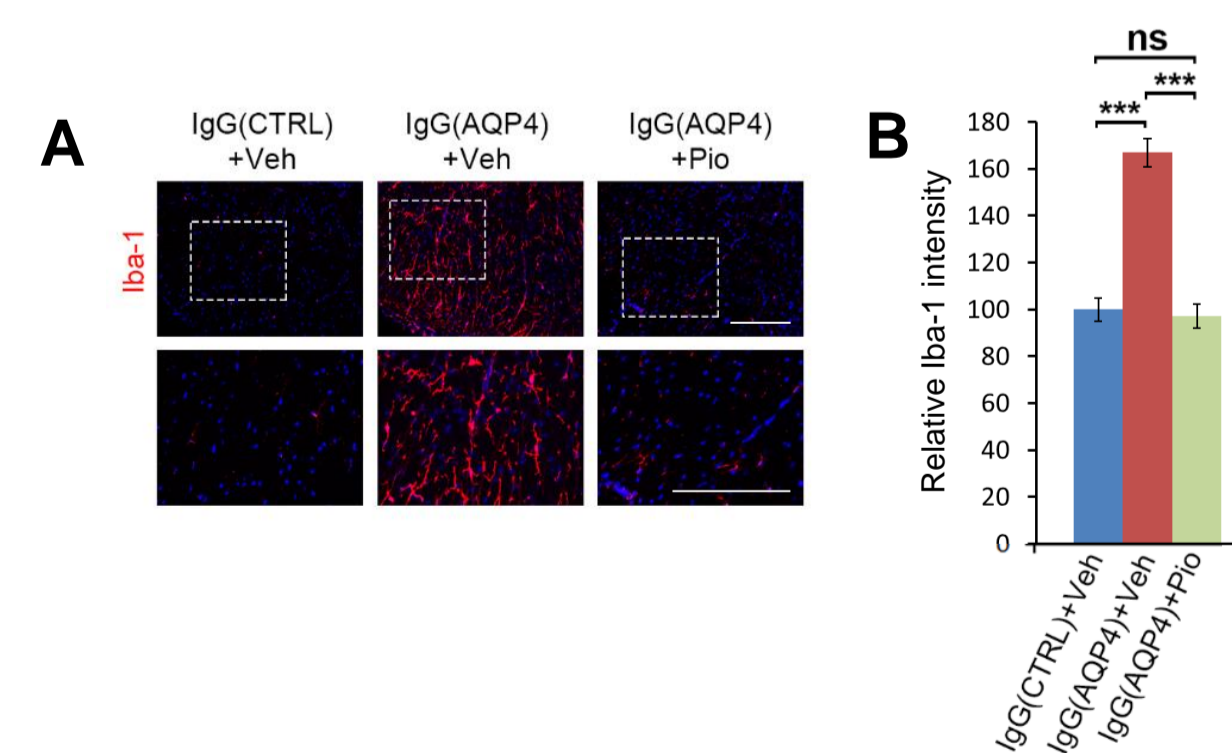 A
IgG(CTRL)
+Veh
IgG(AQP4)
+Veh
IgG(AQP4)
+Pio
Iba-1
B
ns
***
***
Relative Iba-1 intensity
180
160
140
120
100
80
60
40
20
0
IgG(CTRL)+Veh
IgG(AQP4)+Veh
IgG(AQP4)+Pio